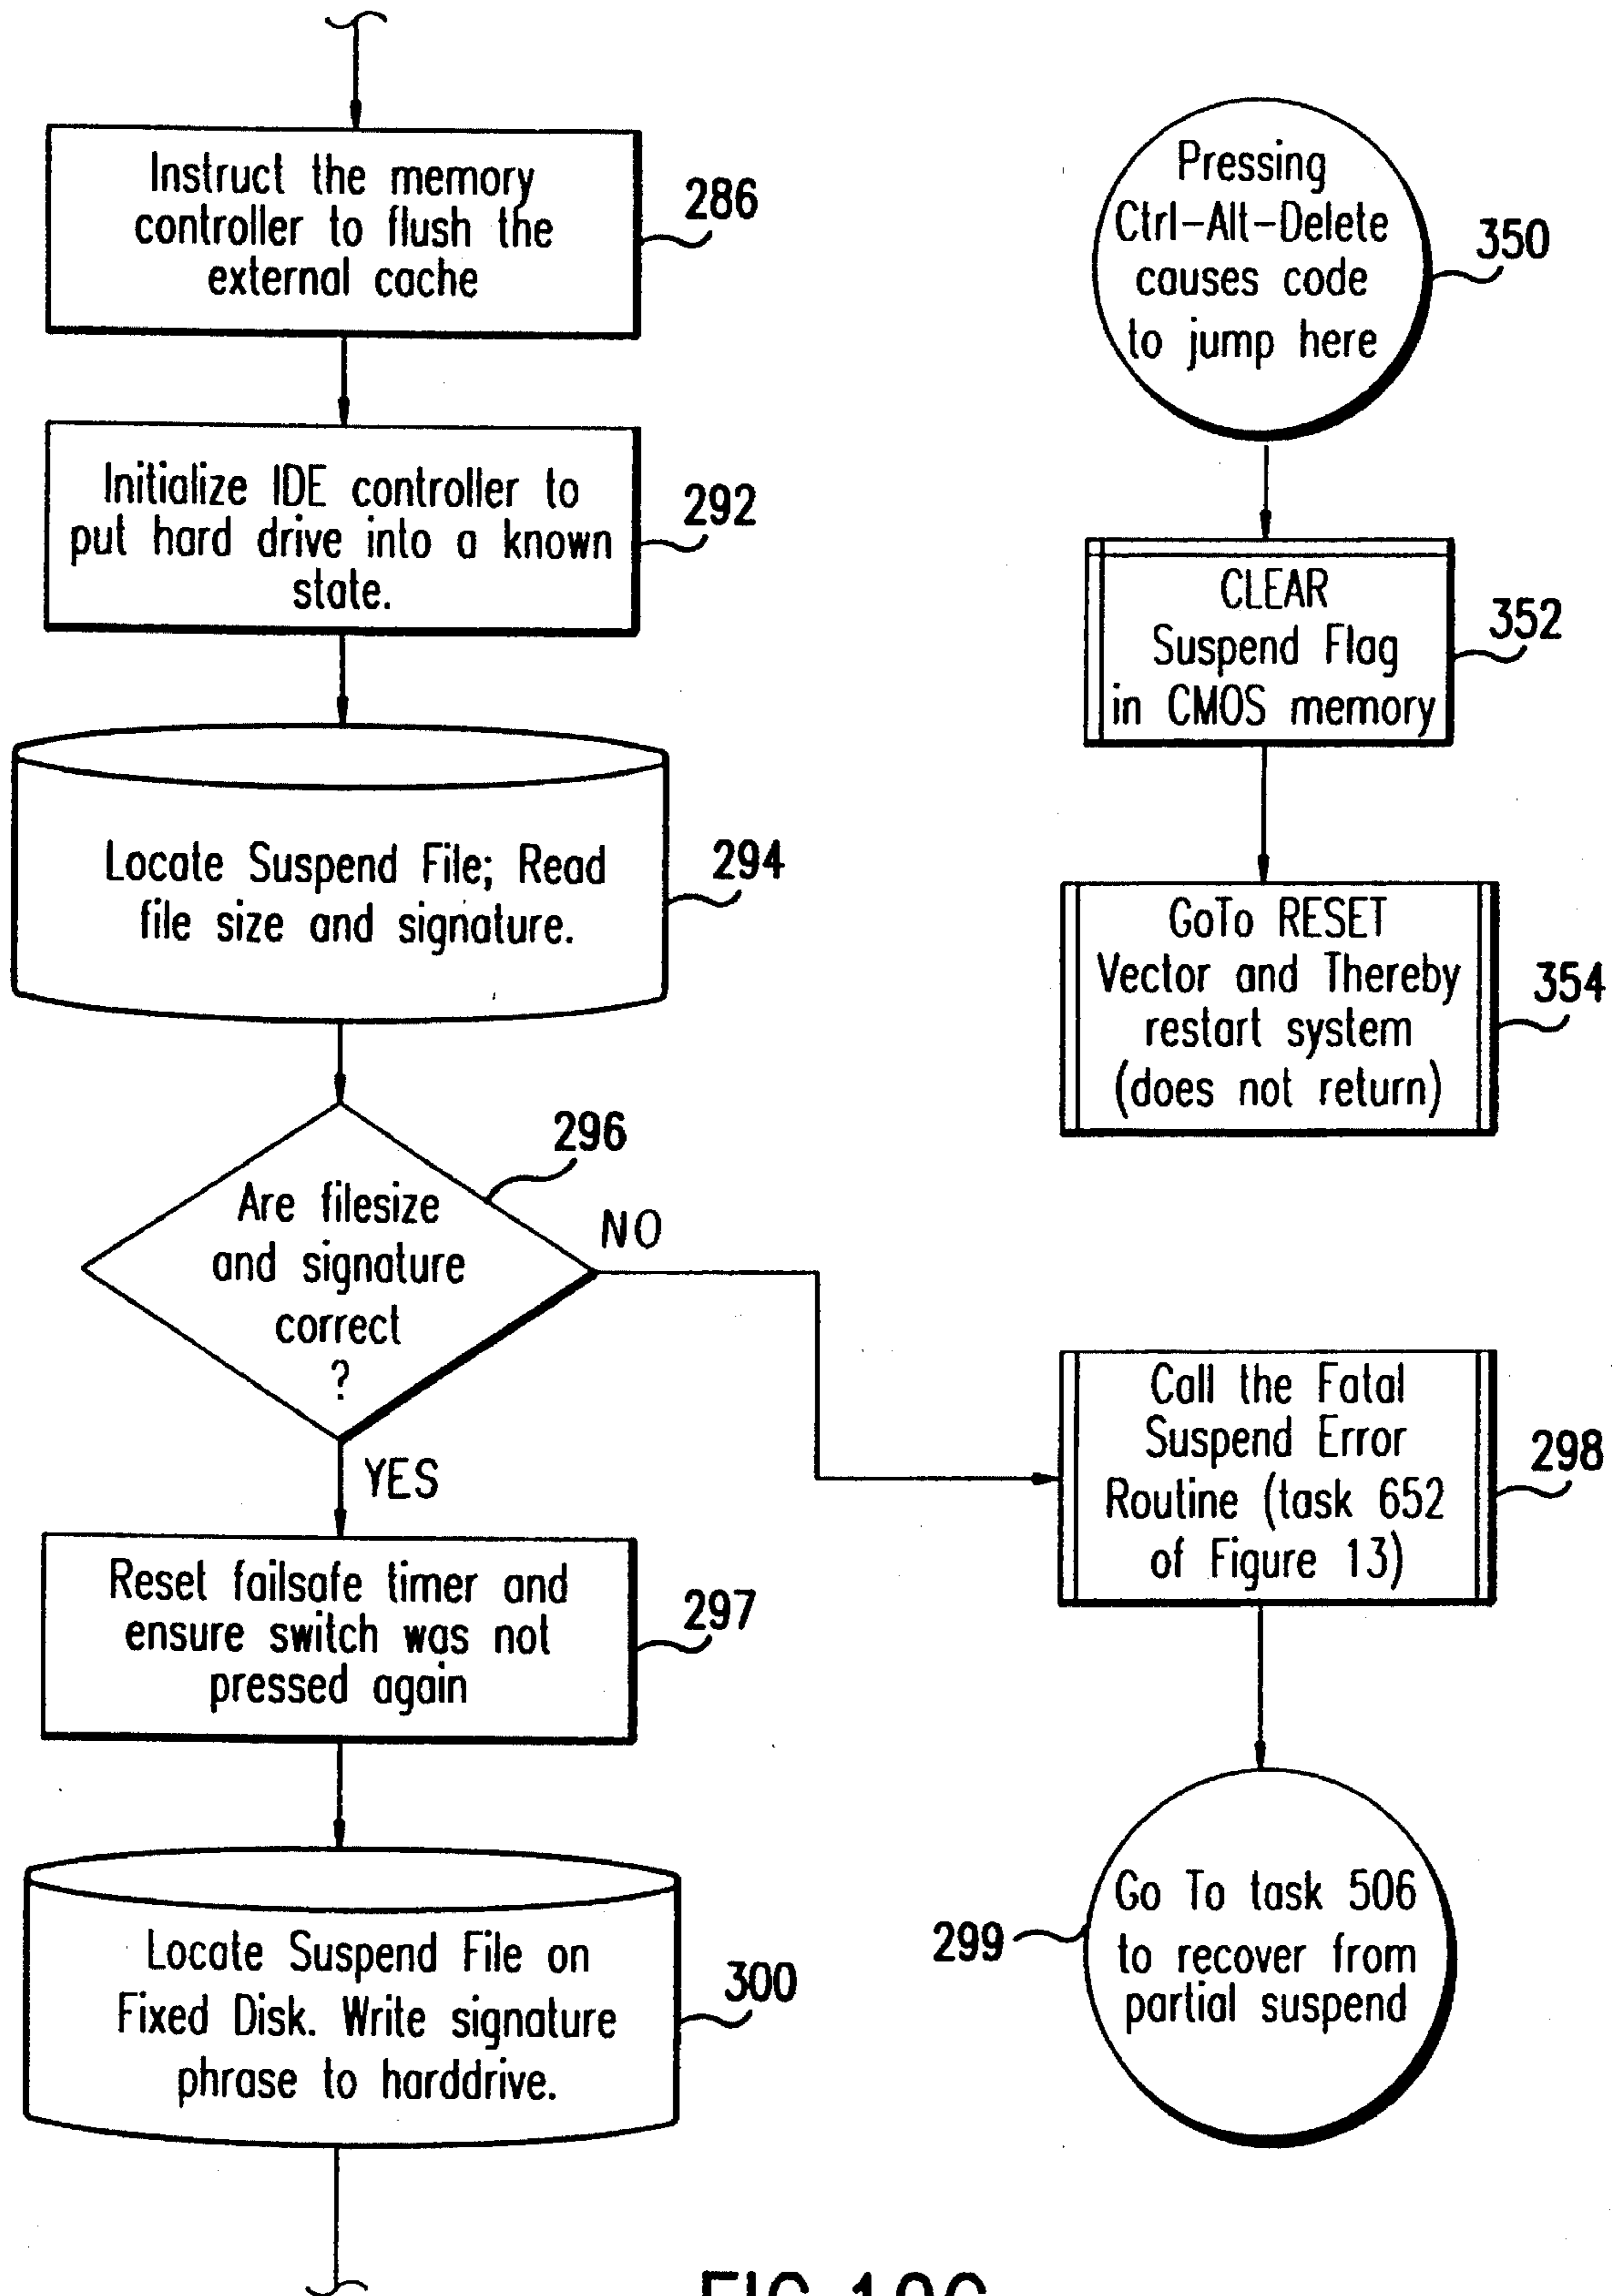 Instruct the memory
controller to flush the
external cache
286
Initialize IDE controller to
put hard drive into a known
state.
292
Locate Suspend File; Read
file size and signature.
294
296
Are filesize
and signature
correct
?
NO
YES
Reset failsafe timer and
ensure switch was not
pressed again
297
Locate Suspend File on
Fixed Disk. Write signature
phrase to harddrive.
300
Pressing
Ctrl-Alt-Delete
causes code
to jump here
350
CLEAR
Suspend Flag
in CMOS memory
352
GoTo RESET
Vector and Thereby
restart system
(does not return)
354
Call the Fatal
Suspend Error
Routine (task 652
of Figure 13)
298
Go To task 506
to recover from
partial suspend
299